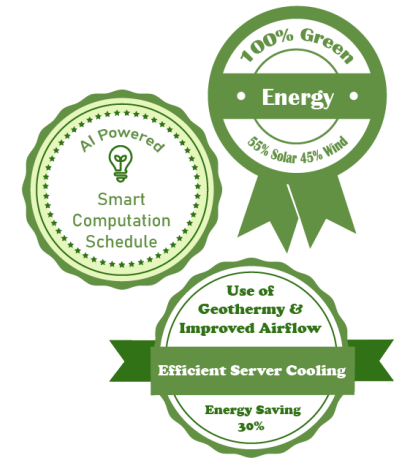 100% Green
Energy
55% Solar 45% Wind
AI Powered
Smart
Computation
Schedule
Use of
Geothermy &
Improved Airflow
Efficient Server Cooling
Energy Saving
30%